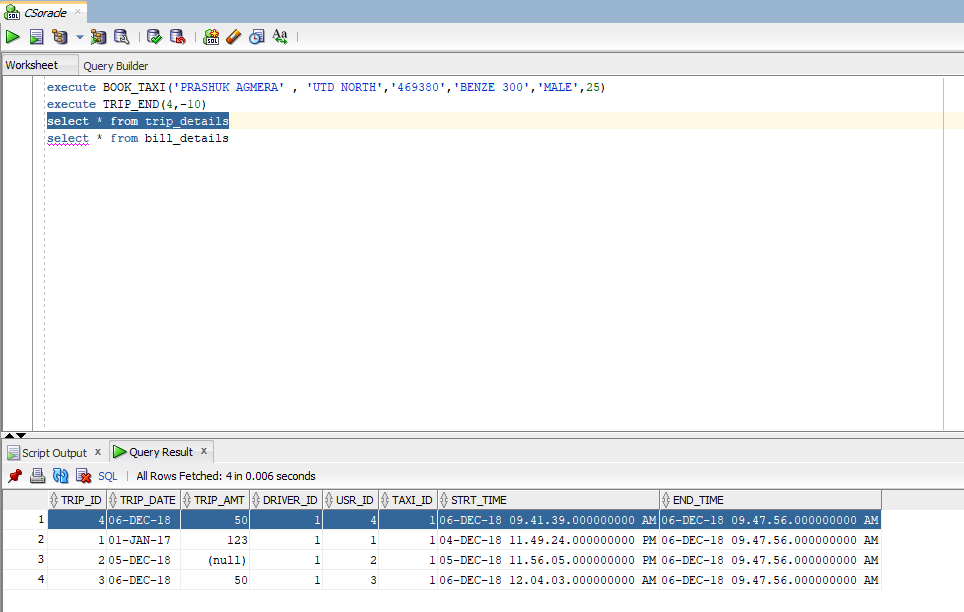 CSorade
Worksheet Query Builder
execute BOOK_TAXI('PRASHUK AGMERA' , 'UTD NORTH','469380','BENZE 300','MALE',25)
execute TRIP_END(4,-10)
select * from trip_details
select * from bill_details
Script Output x Query Result x
SQL | All Rows Fetched: 4 in 0.006 seconds
TRIP_ID TRIP_DATE TRIP_AMT DRIVER_ID USR_ID TAXI_ID STRT_TIME END_TIME
1 4 06-DEC-18 50 1 4 1 06-DEC-18 09.41.39.000000000 AM 06-DEC-18 09.47.56.000000000 AM
2 1 01-JAN-17 123 1 1 1 04-DEC-18 11.49.24.000000000 PM 06-DEC-18 09.47.56.000000000 AM
3 2 05-DEC-18 (null) 1 2 1 05-DEC-18 11.56.05.000000000 PM 06-DEC-18 09.47.56.000000000 AM
4 3 06-DEC-18 50 1 3 1 06-DEC-18 12.04.03.000000000 AM 06-DEC-18 09.47.56.000000000 AM